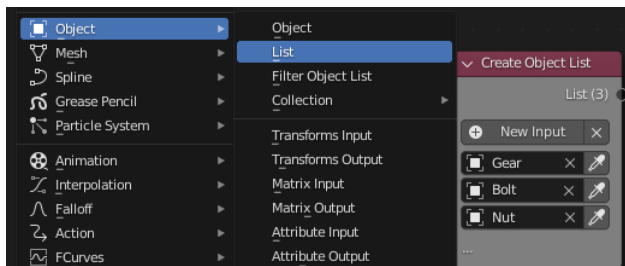 Object
Mesh
Spline
Grease Pencil
Particle System
Animation
Interpolation
Falloff
Action
FCurves
Object
List
Filter Object List
Collection
Transforms Input
Transforms Output
Matrix Input
Matrix Output
Attribute Input
Attribute Output
Create Object List
List (3)
New Input
Gear
Bolt
Nut
...